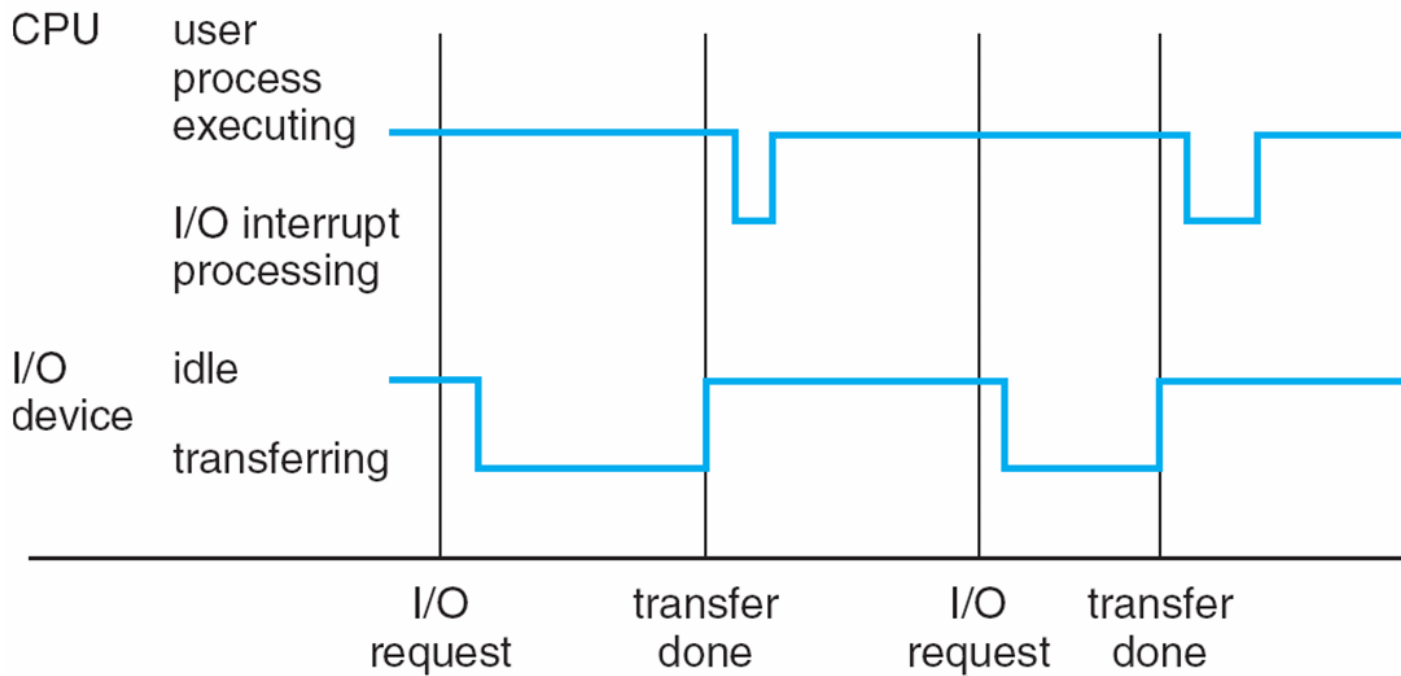 CPU user
process
executing
I/O interrupt
processing
I/O idle
device
transferring
I/O transfer I/O transfer
request done request done